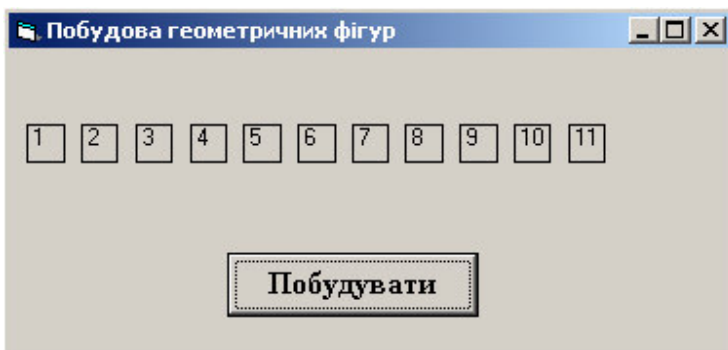 Побудова геометричних фігур
1 2 3 4 5 6 7 8 9 10 11
Побудувати